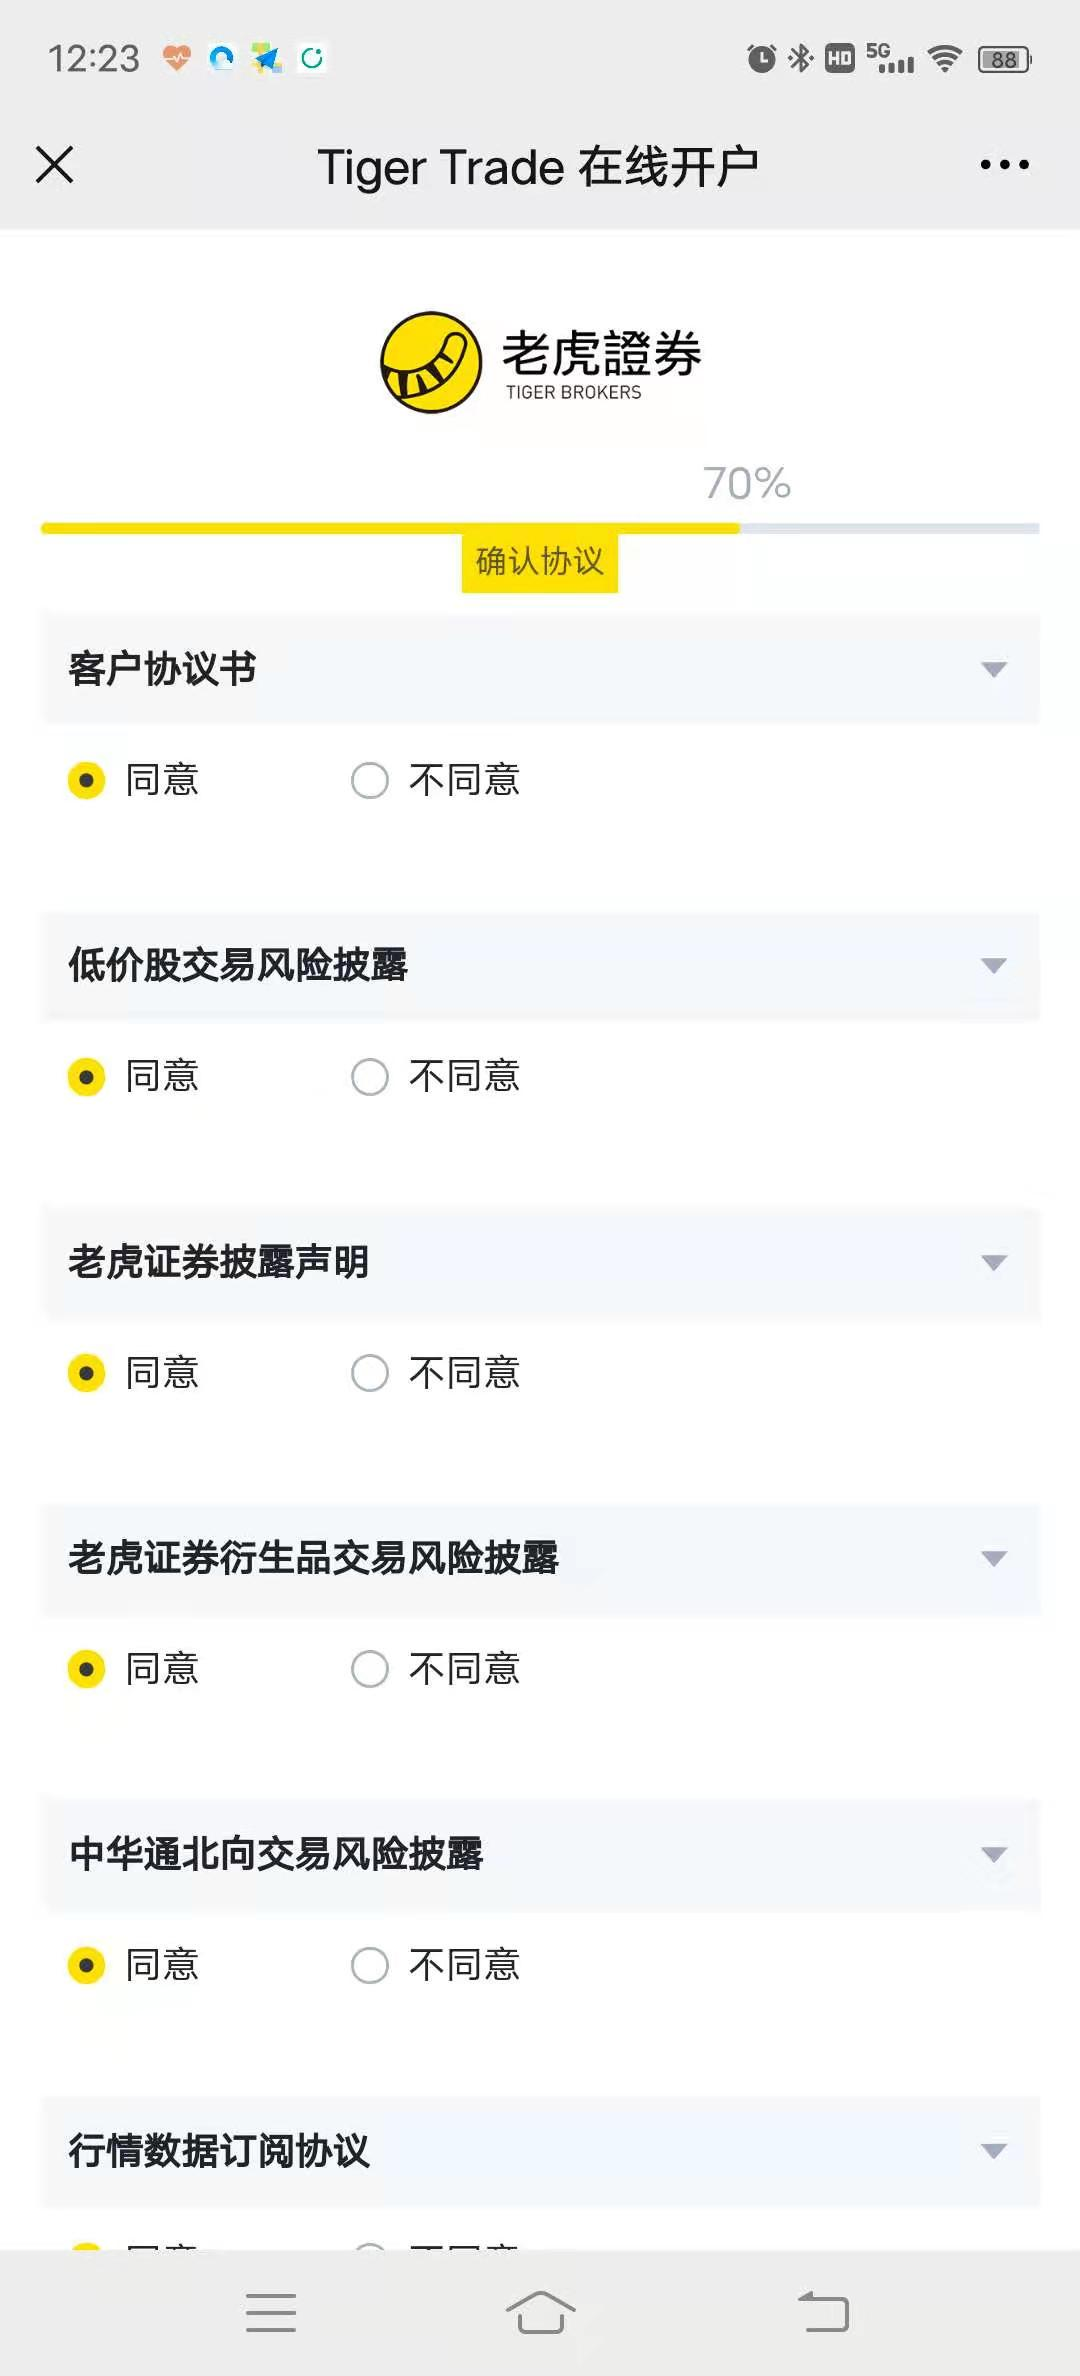 12:23
HD
5G
88
Tiger Trade 在线开户
老虎證券
TIGER BROKERS
70%
确认协议
客户协议书
同意 不同意
低价股交易风险披露
同意 不同意
老虎证券披露声明
同意 不同意
老虎证券衍生品交易风险披露
同意 不同意
中华通北向交易风险披露
同意 不同意
行情数据订阅协议